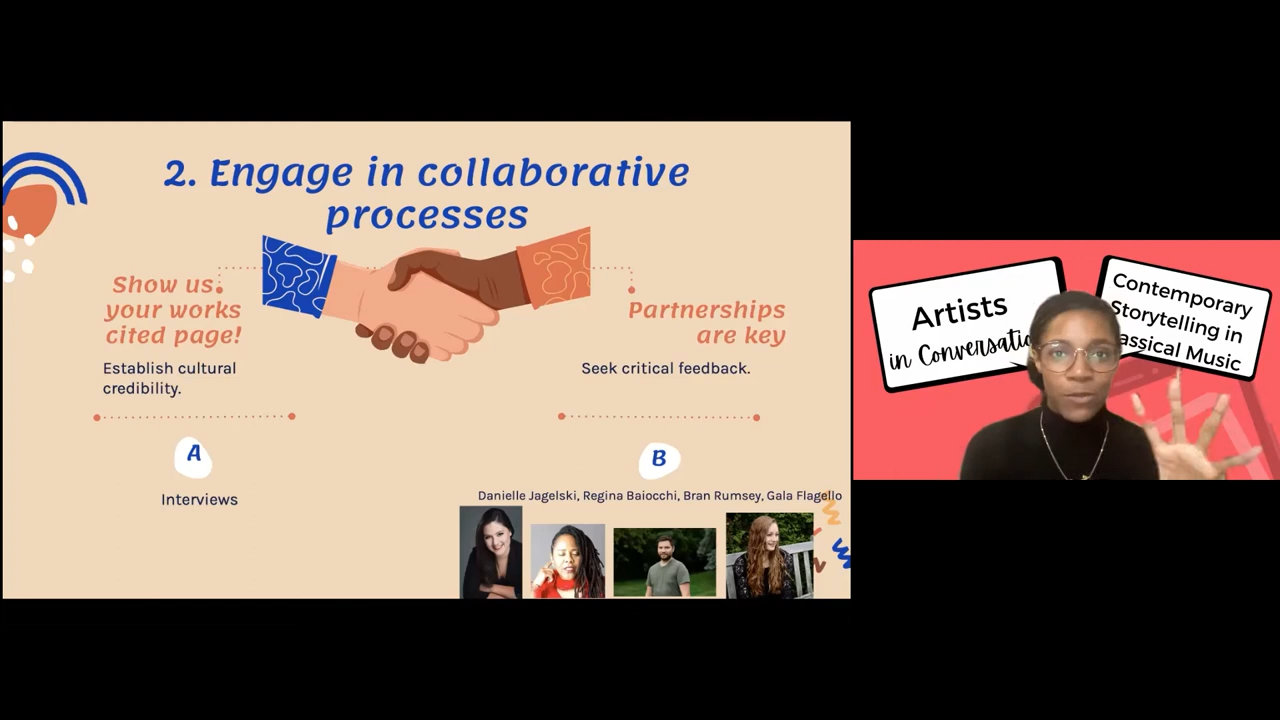 2. Engage in collaborative
processes
Show us
your works
cited page!
Establish cultural
credibility.
A
Interviews
Partnerships
are key
Seek critical feedback.
B
Danielle Jagelski, Regina Baiocchi, Bran Rumsey, Gala Flagello
Artists
in Conversatio
Contemporary
Storytelling in
assical Music